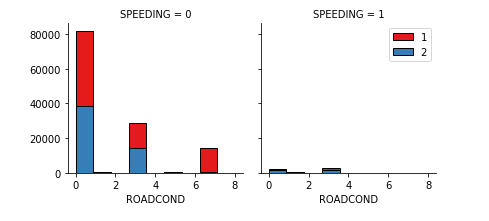 SPEEDING = 0
SPEEDING = 1
80000
60000
40000
20000
0
1
2
0 2 4 6 8
0 2 4 6 8
ROADCOND
ROADCOND